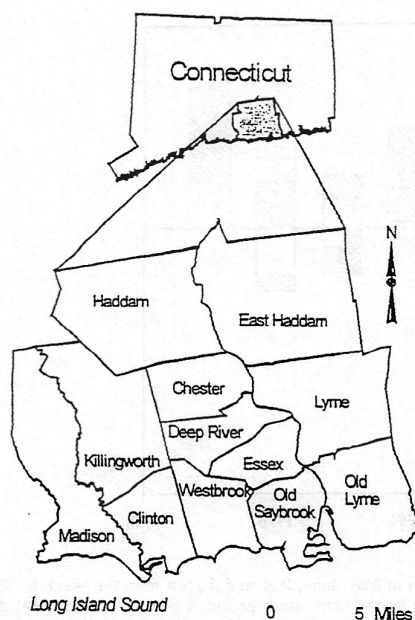 Connecticut
N
Haddam
East Haddam
Chester
Lyme
Deep River
Killingworth
Essex
Westbrook
Old
Saybrook
Old
Lyme
Clinton
Madison
Long Island Sound
0 5 Miles